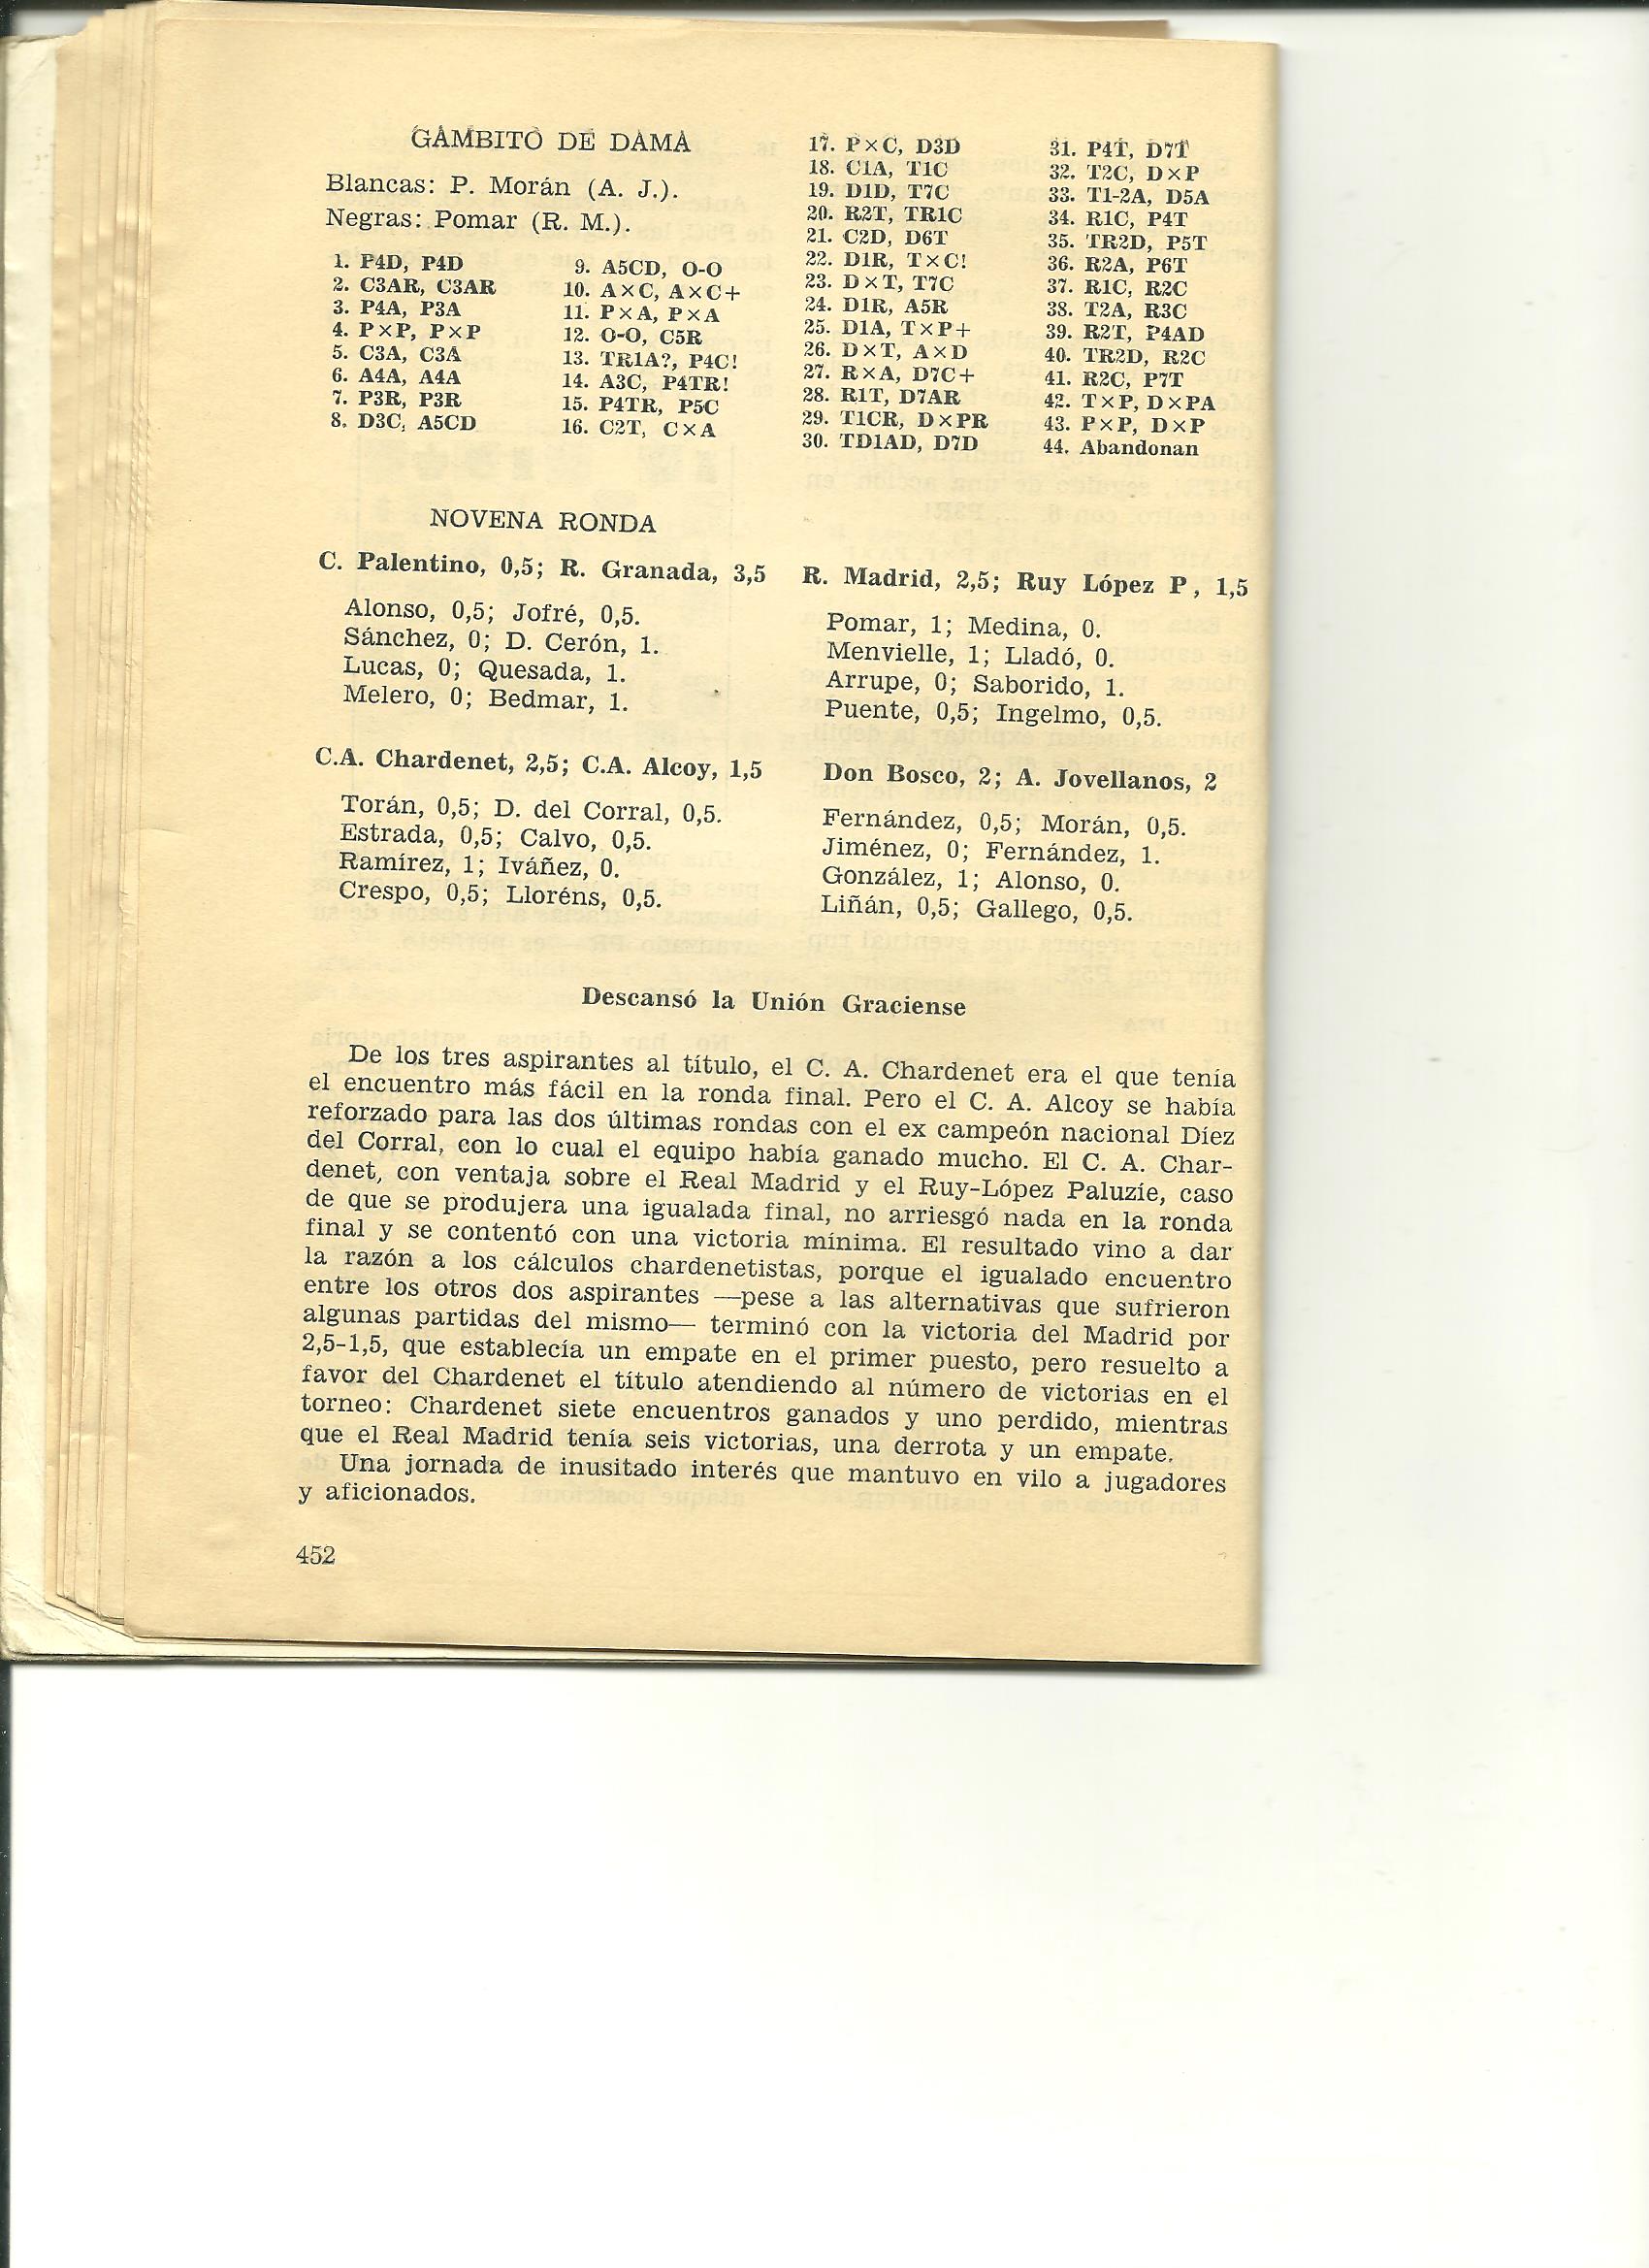 GAMBITO DE DAMA
Blancas: P. Morán (A. J.).
Negras: Pomar (R. M.).
1. P4D, P4D
2. C3AR, C3AR
3. P4A, P3A
4. P×P, P×P
5. C3A, C3A
6. A4A, A4A
7. P3R, P3R
8. D3C, A5CD
9. A5CD, O-O
10. A×C, A×C+
11. P×A, P×A
12. O-O, C5R
13. TR1A?, P4C!
14. A3C, P4TR!
15. P4TR, P5C
16. C2T, C×A
17. P×C, D3D
18. C1A, T1C
19. D1D, T7C
20. R2T, TR1C
21. C2D, D6T
22. D1R, T×C!
23. D×T, T7C
24. D1R, A5R
25. D1A, T×P+
26. D×T, A×D
27. R×A, D7C+
28. R1T, D7AR
29. T1CR, D×PR
30. TD1AD, D7D
31. P4T, D7T
32. T2C, D×P
33. T1-2A, D5A
34. R1C, P4T
35. TR2D, P5T
36. R2A, P6T
37. R1C, R2C
38. T2A, R3C
39. R2T, P4AD
40. TR2D, R2C
41. R2C, P7T
42. T×P, D×PA
43. P×P, D×P
44. Abandonan
NOVENA RONDA
C. Palentino, 0,5; R. Granada, 3,5
Alonso, 0,5; Jofré, 0,5.
Sánchez, 0; D. Cerón, 1.
Lucas, 0; Quesada, 1.
Melero, 0; Bedmar, 1.
R. Madrid, 2,5; Ruy López P, 1,5
Pomar, 1; Medina, 0.
Menvielle, 1; Lladó, 0.
Arrupe, 0; Saborido, 1.
Puente, 0,5; Ingelmo, 0,5.
C.A. Chardenet, 2,5; C.A. Alcoy, 1,5
Torán, 0,5; D. del Corral, 0,5.
Estrada, 0,5; Calvo, 0,5.
Ramírez, 1; Iváñez, 0.
Crespo, 0,5; Lloréns, 0,5.
Don Bosco, 2; A. Jovellanos, 2
Fernández, 0,5; Morán, 0,5.
Jiménez, 0; Fernández, 1.
González, 1; Alonso, 0.
Liñán, 0,5; Gallego, 0,5.
Descansó la Unión Graciense
De los tres aspirantes al título, el C. A. Chardenet era el que tenía
el encuentro más fácil en la ronda final. Pero el C. A. Alcoy se había
reforzado para las dos últimas rondas con el ex campeón nacional Díez
del Corral, con lo cual el equipo había ganado mucho. El C. A. Char-
denet, con ventaja sobre el Real Madrid y el Ruy-López Paluzíe, caso
de que se produjera una igualada final, no arriesgó nada en la ronda
final y se contentó con una victoria mínima. El resultado vino a dar
la razón a los cálculos chardenetistas, porque el igualado encuentro
entre los otros dos aspirantes —pese a las alternativas que sufrieron
algunas partidas del mismo— terminó con la victoria del Madrid por
2,5-1,5, que establecía un empate en el primer puesto, pero resuelto a
favor del Chardenet el título atendiendo al número de victorias en el
torneo: Chardenet siete encuentros ganados y uno perdido, mientras
que el Real Madrid tenía seis victorias, una derrota y un empate.
Una jornada de inusitado interés que mantuvo en vilo a jugadores
y aficionados.
452